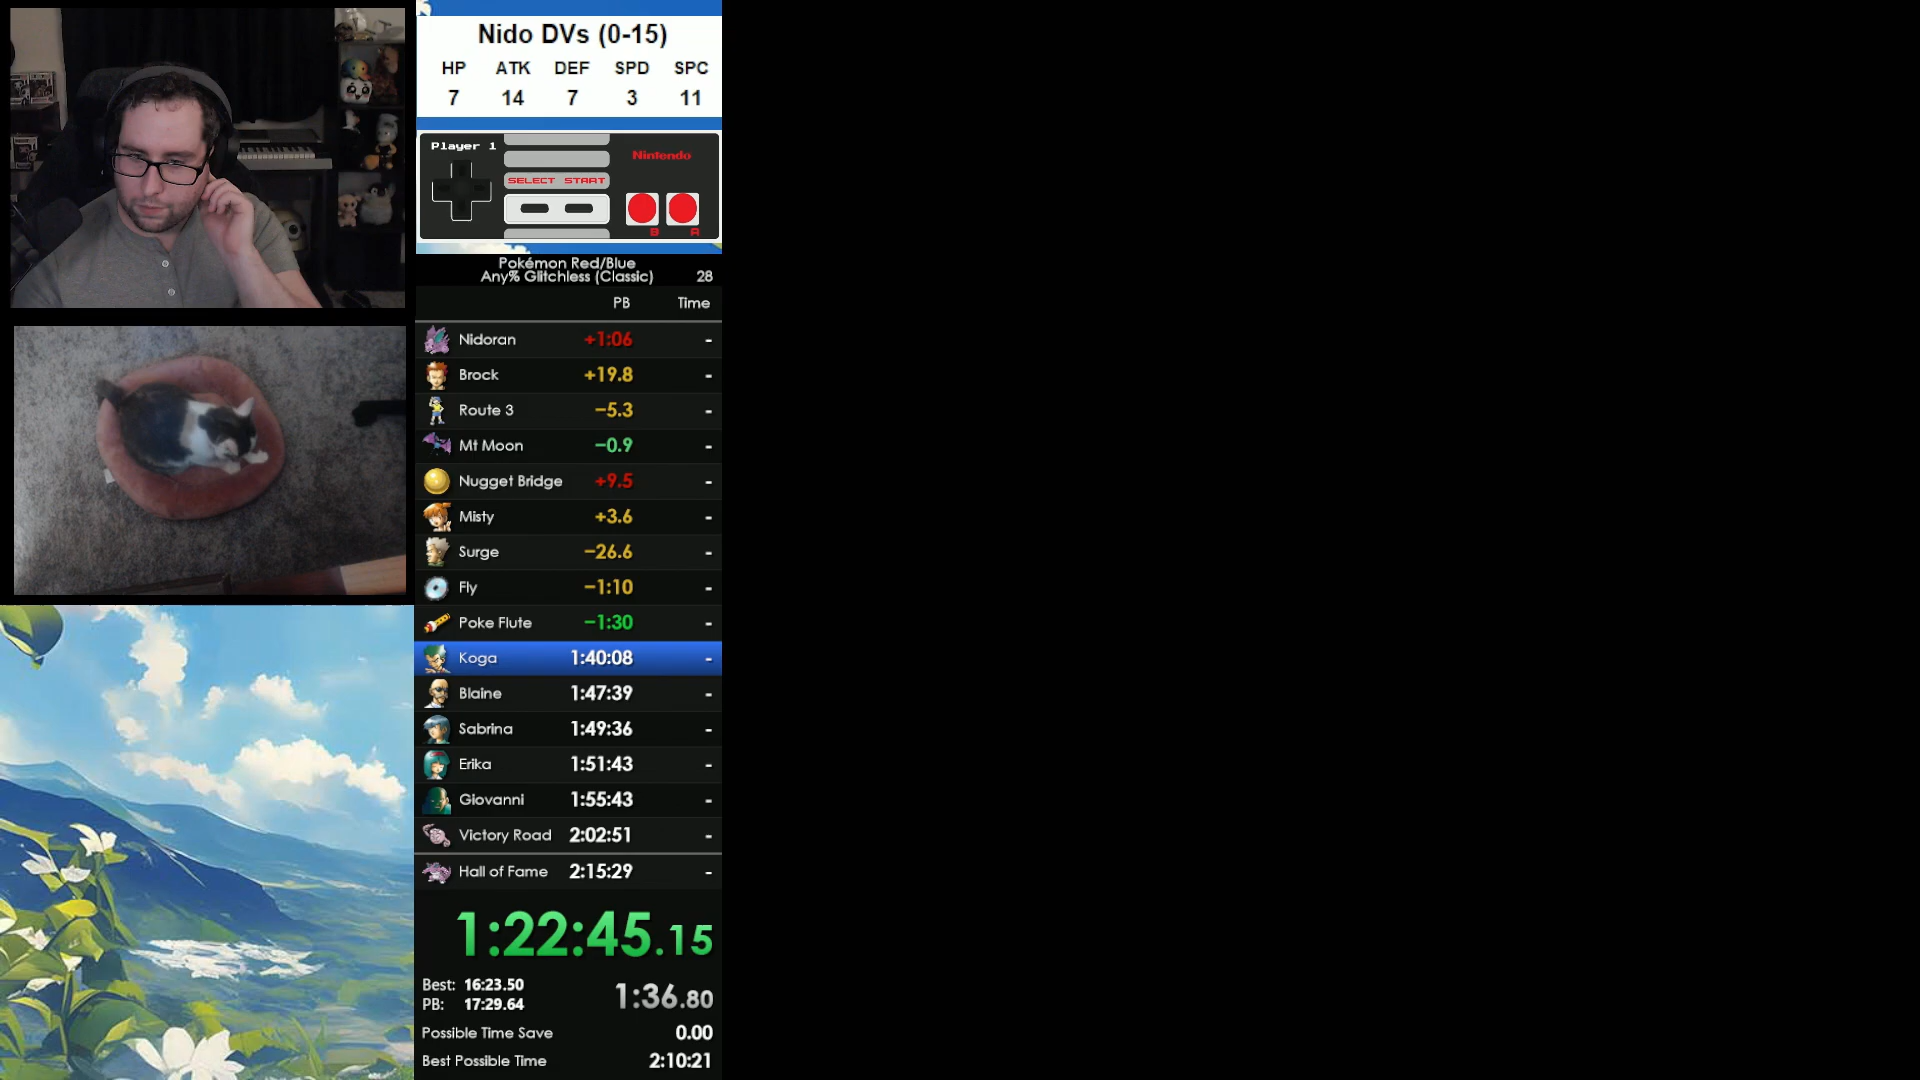 Nido DVs (0-15)
HP ATK DEF SPD SPC
7 14 7 3 11
Player 1
Nintendo
SELECT START
B A
Pokémon Red/Blue
Any% Glitchless (Classic) 28
PB Time
Nidoran +1:06 -
Brock +19.8 -
Route 3 −5.3 -
Mt Moon −0.9 -
Nugget Bridge +9.5 -
Misty +3.6 -
Surge −26.6 -
Fly −1:10 -
Poke Flute −1:30 -
Koga 1:40:08 -
Blaine 1:47:39 -
Sabrina 1:49:36 -
Erika 1:51:43 -
Giovanni 1:55:43 -
Victory Road 2:02:51 -
Hall of Fame 2:15:29 -
1:22:45.15
Best: 16:23.50
PB: 17:29.64
1:36.80
Possible Time Save 0.00
Best Possible Time 2:10:21